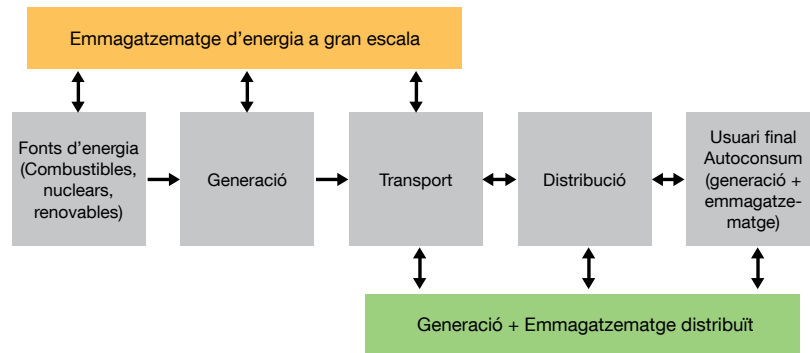 Emmagatzematge d’energia a gran escala
Fonts d’energia
(Combustibles,
nuclears,
renovables)
Generació
Transport
Distribució
Usuari final
Autoconsum
(generació +
emmagatze-
matge)
Generació + Emmagatzematge distribuït